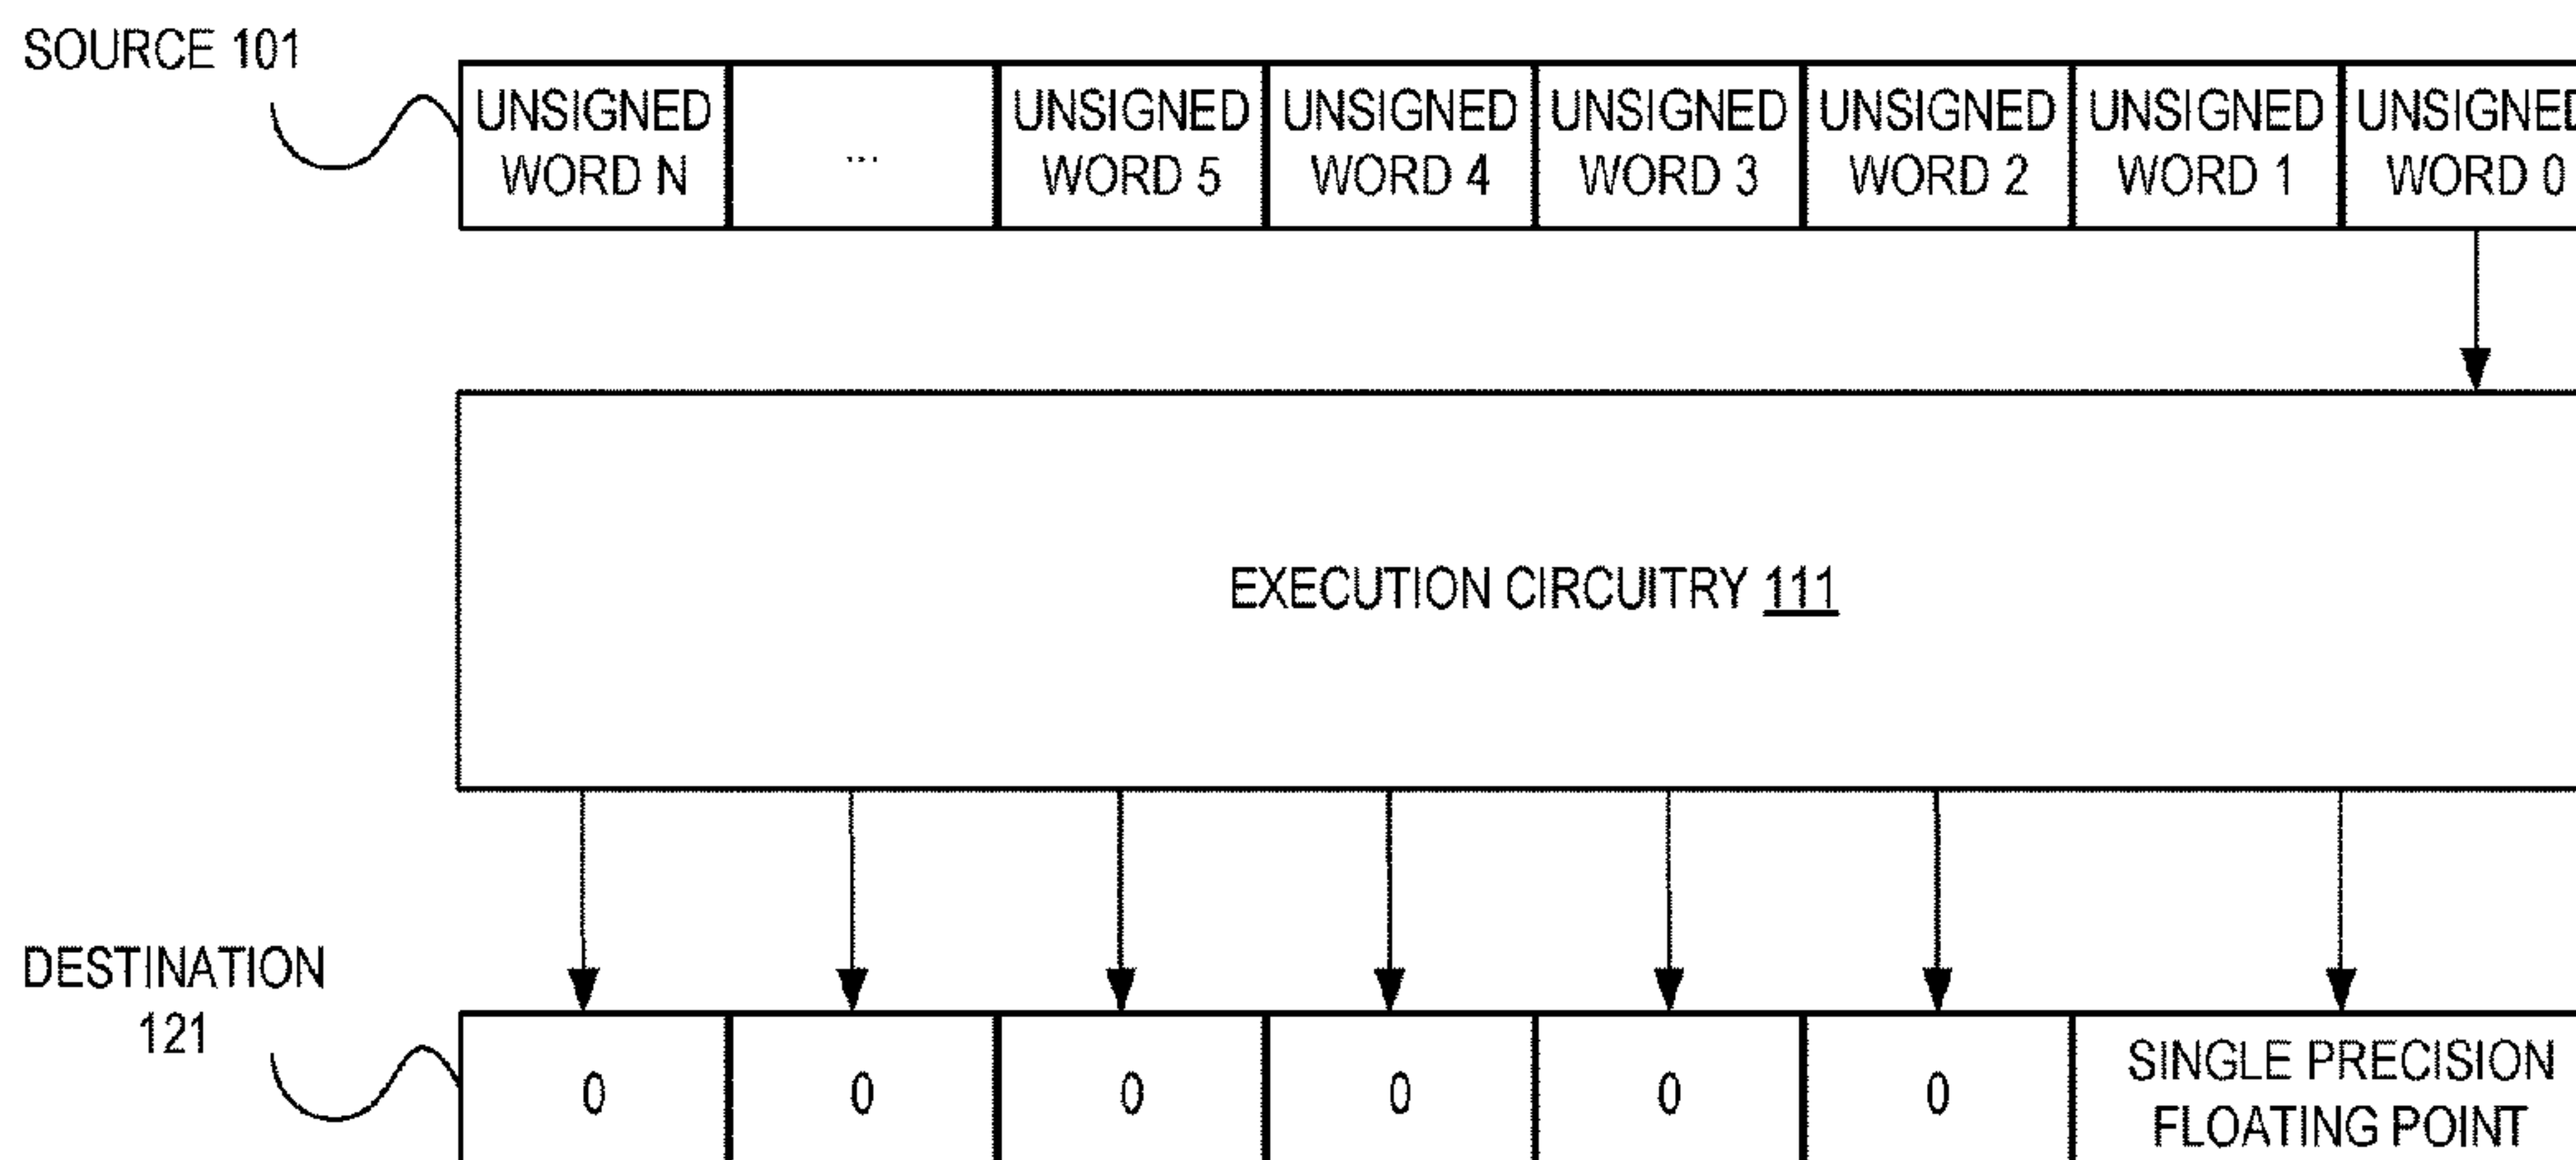 SOURCE 101
UNSIGNED WORD N
...
UNSIGNED WORD 5
UNSIGNED WORD 4
UNSIGNED WORD 3
UNSIGNED WORD 2
UNSIGNED WORD 1
UNSIGNED WORD 0
EXECUTION CIRCUITRY 111
DESTINATION
121
0
0
0
0
0
0
SINGLE PRECISION
FLOATING POINT